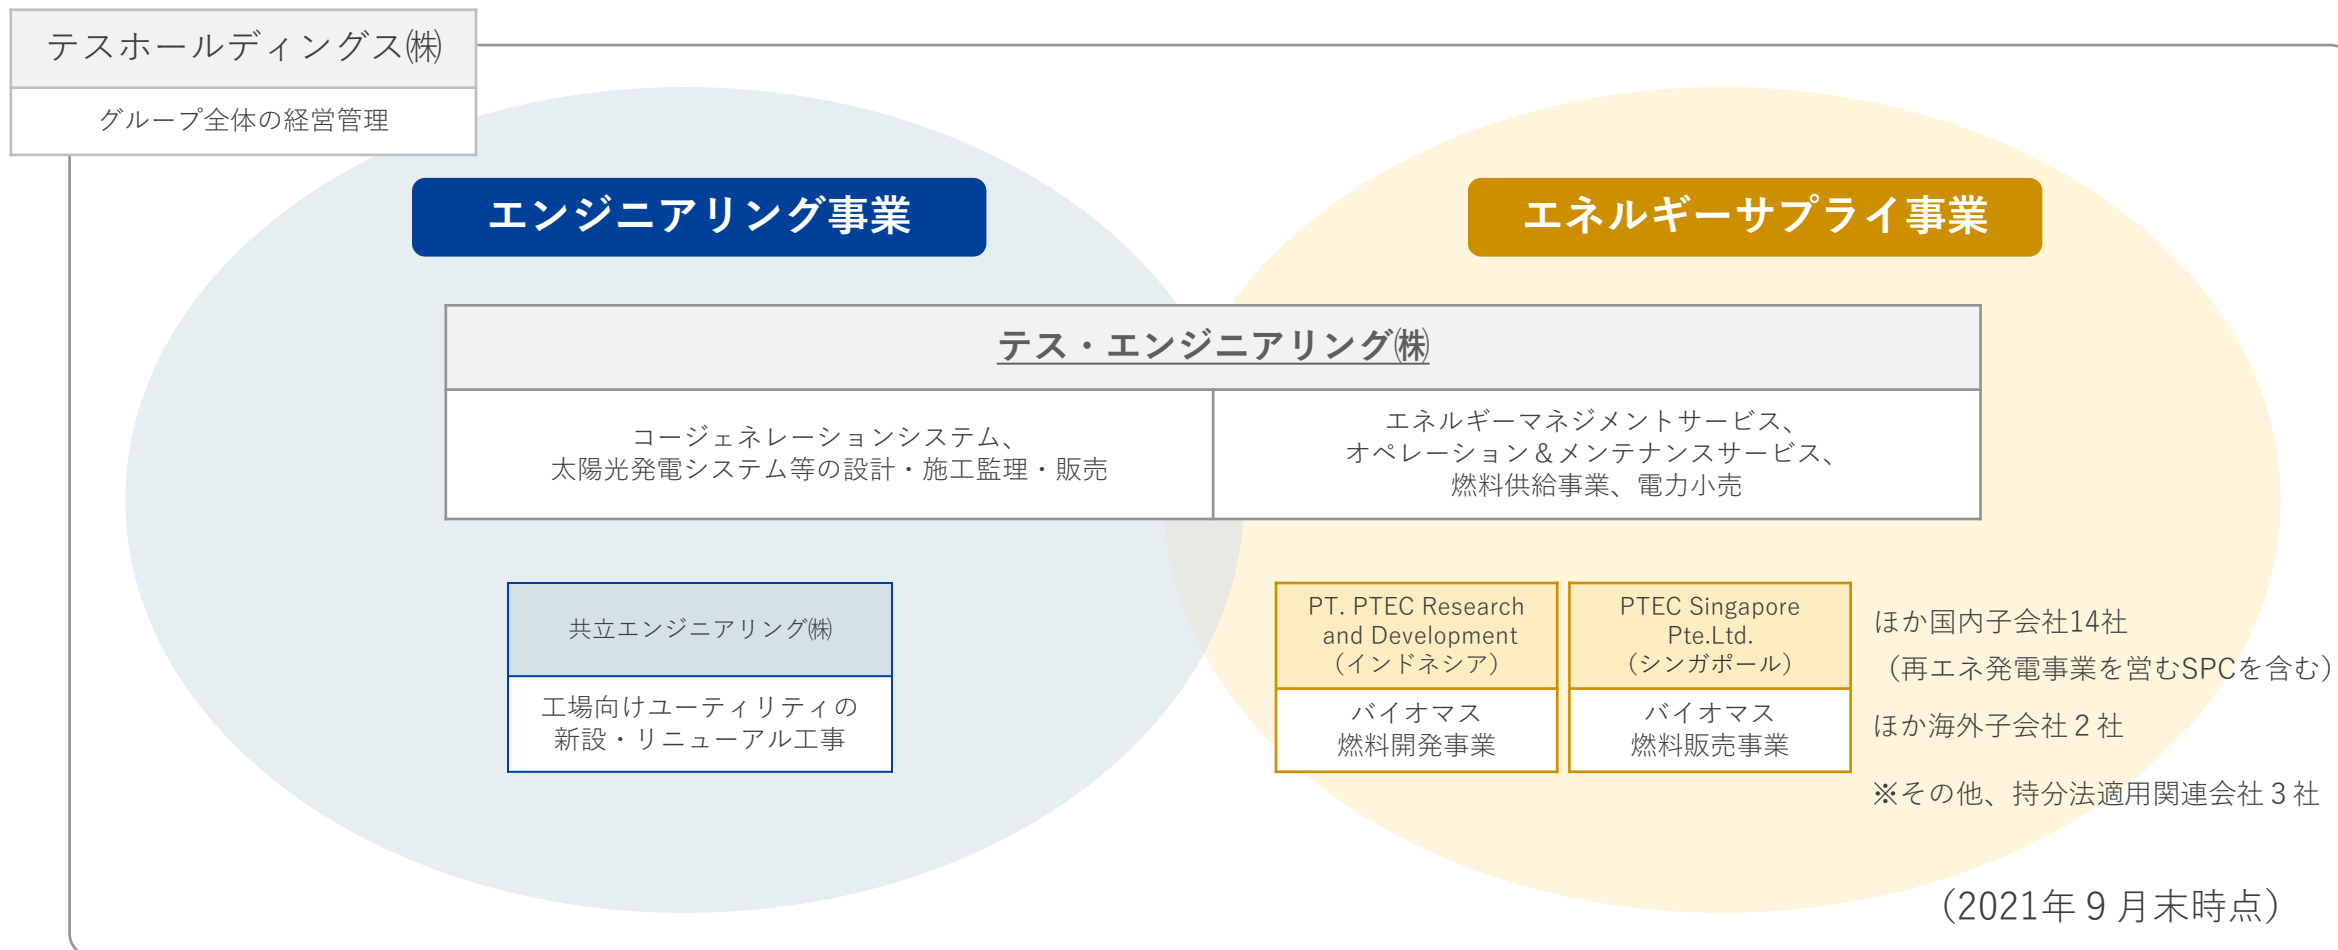 テスホールディングス㈱
グループ全体の経営管理
エンジニアリング事業
エネルギーサプライ事業
テス・エンジニアリング㈱
コージェネレーションシステム、
太陽光発電システム等の設計・施工監理・販売
エネルギーマネジメントサービス、
オペレーション＆メンテナンスサービス、
燃料供給事業、電力小売
共立エンジニアリング㈱
工場向けユーティリティの
新設・リニューアル工事
PT. PTEC Research
and Development
（インドネシア）
バイオマス
燃料開発事業
PTEC Singapore
Pte.Ltd.
（シンガポール）
バイオマス
燃料販売事業
ほか国内子会社14社
（再エネ発電事業を営むSPCを含む）
ほか海外子会社２社
※その他、持分法適用関連会社３社
（2021年９月末時点）